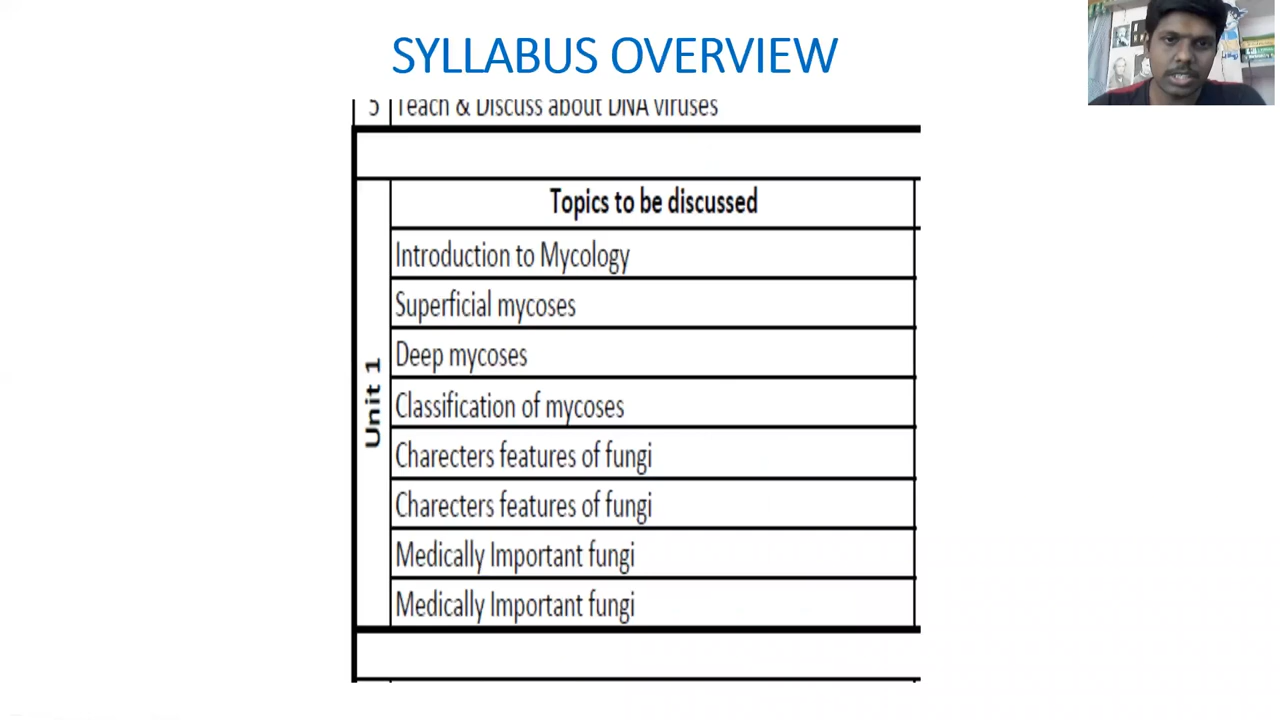 SYLLABUS OVERVIEW
5 Teach & Discuss about DNA viruses
Topics to be discussed
Unit 1
Introduction to Mycology
Superficial mycoses
Deep mycoses
Classification of mycoses
Charecters features of fungi
Charecters features of fungi
Medically Important fungi
Medically Important fungi